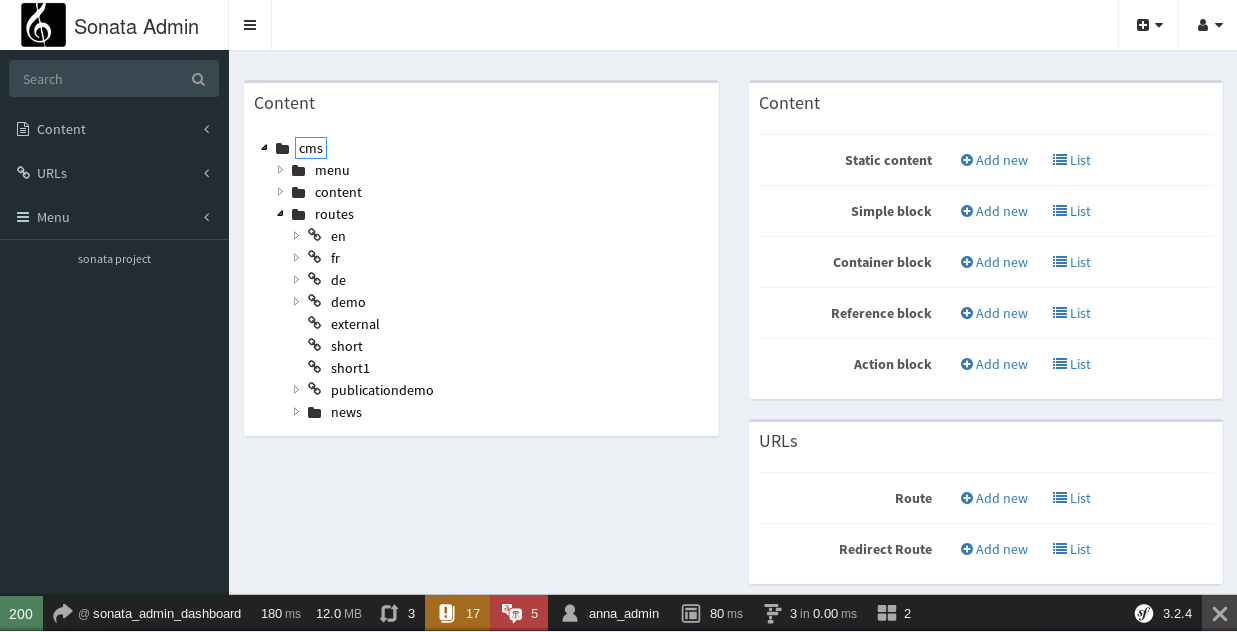 Sonata Admin
Search
Content
URLs
Menu
sonata project
Content
cms
menu
content
routes
en
fr
de
demo
external
short
short1
publicationdemo
news
Content
Static content Add new List
Simple block Add new List
Container block Add new List
Reference block Add new List
Action block Add new List
URLs
Route Add new List
Redirect Route Add new List
200 @ sonata_admin_dashboard 180 ms 12.0 MB 3 17 5 anna_admin 80 ms 3 in 0.00 ms 2 sf 3.2.4